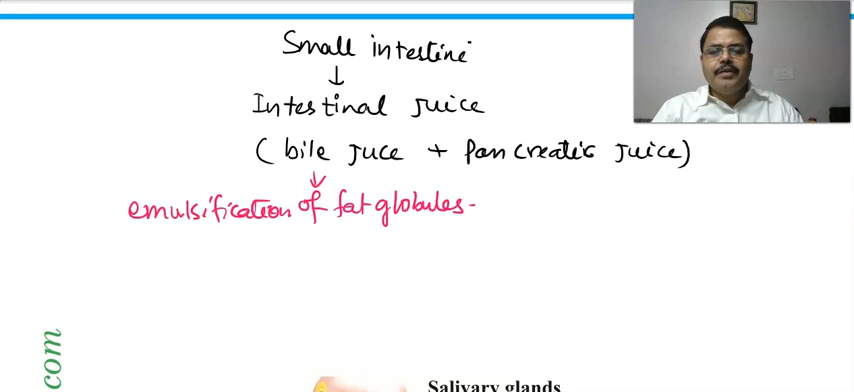 Small intestine
↓
Intestinal Juice
(bile Juce + Pancreatic Juice)
↓
emulsification of fat globules-
com
Salivary glands